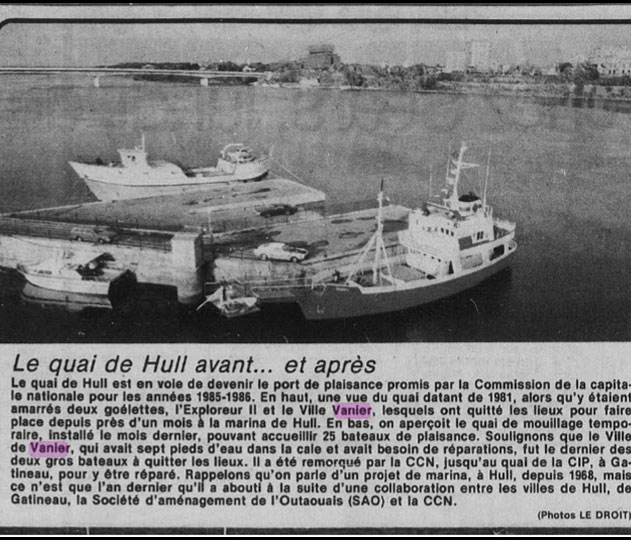 Le quai de Hull avant... et après
Le quai de Hull est en voie de devenir le port de plaisance promis par la Commission de la capita-
le nationale pour les années 1985-1986. En haut, une vue du quai datant de 1981, alors qu'y étaient
amarrés deux goélettes, l'Exploreur II et le Ville Vanier, lesquels ont quitté les lieux pour faire
place depuis près d'un mois à la marina de Hull. En bas, on aperçoit le quai de mouillage tempo-
raire, installé le mois dernier, pouvant accueillir 25 bateaux de plaisance. Soulignons que le Ville
de Vanier, qui avait sept pieds d'eau dans la cale et avait besoin de réparations, fut le dernier des
deux gros bateaux à quitter les lieux. Il a été remorqué par la CCN, jusqu'au quai de la CIP, à Ga-
tineau, pour y être réparé. Rappelons qu'on parle d'un projet de marina, à Hull, depuis 1968, mais
ce n'est que l'an dernier qu'il a abouti à la suite d'une collaboration entre les villes de Hull, de
Gatineau, la Société d'aménagement de l'Outaouais (SAO) et la CCN.
(Photos LE DROIT)